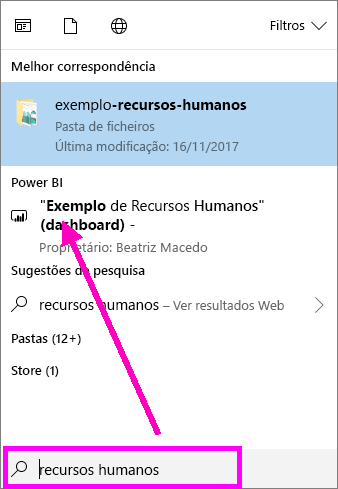 Filtros
Melhor correspondência
exemplo-recursos-humanos
Pasta de ficheiros
Última modificação: 16/11/2017
Power BI
"Exemplo de Recursos Humanos"
(dashboard) -
Proprietário: Beatriz Macedo
Sugestões de pesquisa
recursos humanos – Ver resultados Web
Pastas (12+)
Store (1)
recursos humanos